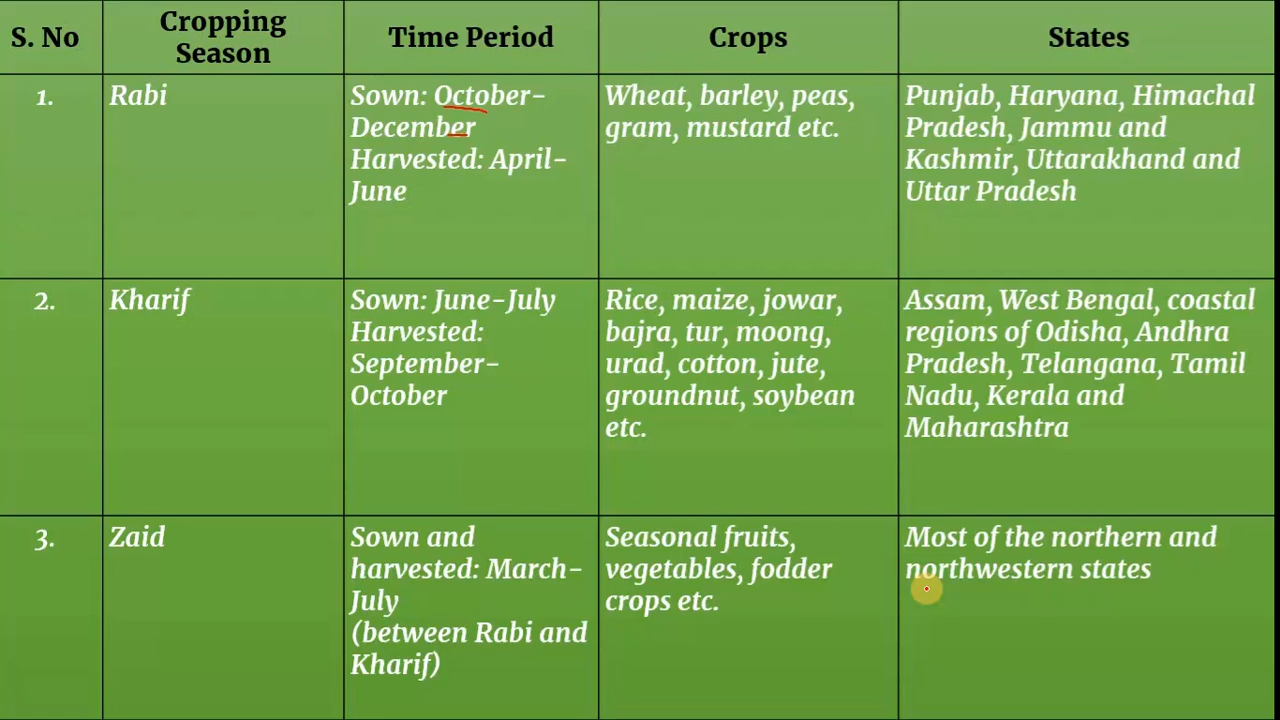 S. No
Cropping
Season
Time Period
Crops
States
1.
Rabi
Sown: October-
December
Harvested: April-
June
Wheat, barley, peas,
gram, mustard etc.
Punjab, Haryana, Himachal
Pradesh, Jammu and
Kashmir, Uttarakhand and
Uttar Pradesh
2.
Kharif
Sown: June-July
Harvested:
September-
October
Rice, maize, jowar,
bajra, tur, moong,
urad, cotton, jute,
groundnut, soybean
etc.
Assam, West Bengal, coastal
regions of Odisha, Andhra
Pradesh, Telangana, Tamil
Nadu, Kerala and
Maharashtra
3.
Zaid
Sown and
harvested: March-
July
(between Rabi and
Kharif)
Seasonal fruits,
vegetables, fodder
crops etc.
Most of the northern and
northwestern states